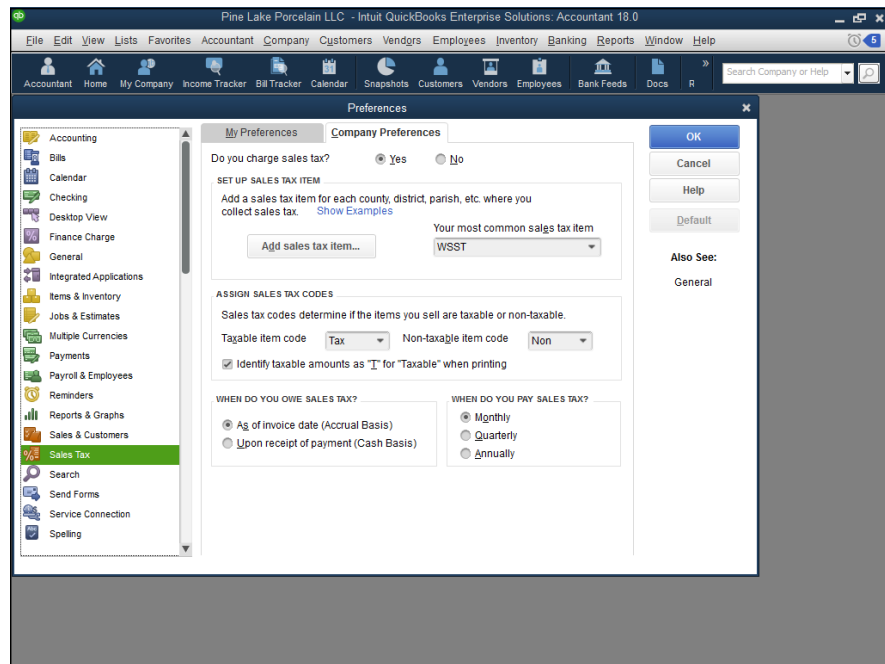 Pine Lake Porcelain LLC - Intuit QuickBooks Enterprise Solutions: Accountant 18.0
File Edit View Lists Favorites Accountant Company Customers Vendors Employees Inventory Banking Reports Window Help
5
Accountant Home My Company Income Tracker Bill Tracker Calendar Snapshots Customers Vendors Employees Bank Feeds Docs R
Search Company or Help
Preferences
Accounting
Bills
Calendar
Checking
Desktop View
Finance Charge
General
Integrated Applications
Items & Inventory
Jobs & Estimates
Multiple Currencies
Payments
Payroll & Employees
Reminders
Reports & Graphs
Sales & Customers
Sales Tax
Search
Send Forms
Service Connection
Spelling
My Preferences Company Preferences
Do you charge sales tax? Yes No
SET UP SALES TAX ITEM
Add a sales tax item for each county, district, parish, etc. where you
collect sales tax. Show Examples
Your most common sales tax item
Add sales tax item... WSST
ASSIGN SALES TAX CODES
Sales tax codes determine if the items you sell are taxable or non-taxable.
Taxable item code Tax Non-taxable item code Non
Identify taxable amounts as "T" for "Taxable" when printing
WHEN DO YOU OWE SALES TAX?
As of invoice date (Accrual Basis)
Upon receipt of payment (Cash Basis)
WHEN DO YOU PAY SALES TAX?
Monthly
Quarterly
Annually
OK
Cancel
Help
Default
Also See:
General